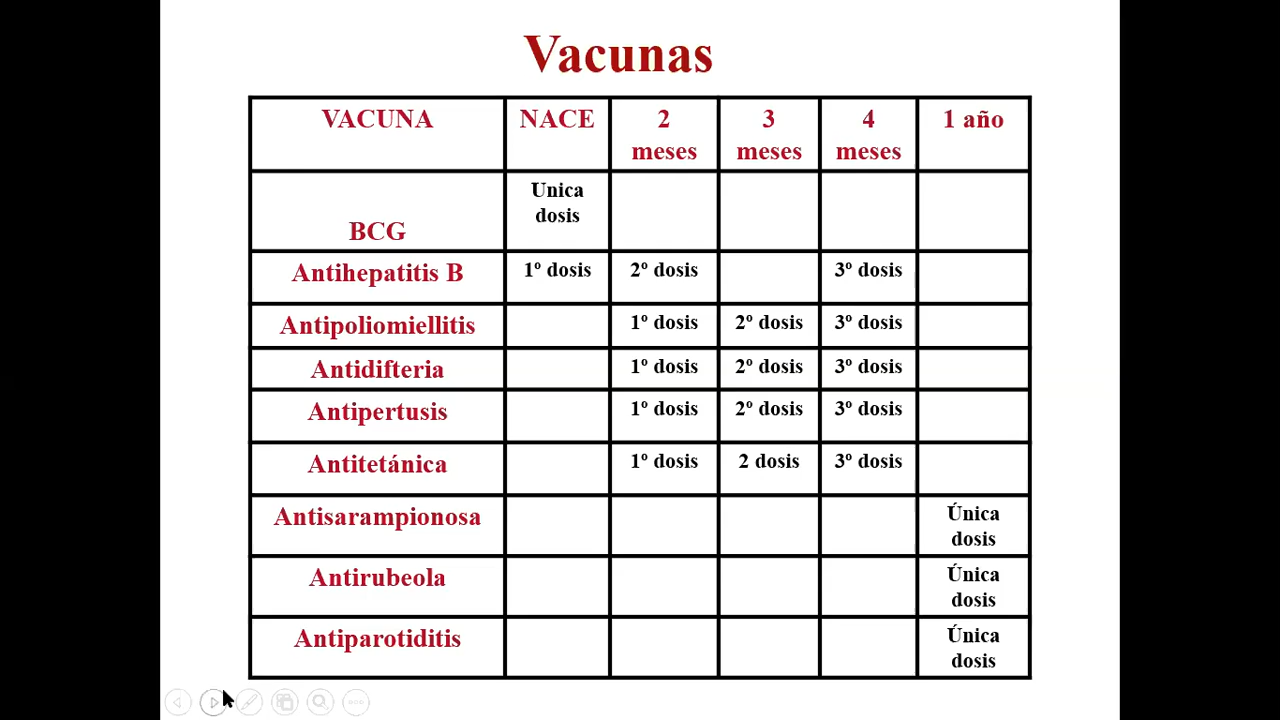 Vacunas
VACUNA NACE 2 meses 3 meses 4 meses 1 año
BCG Unica dosis
Antihepatitis B 1º dosis 2º dosis 3º dosis
Antipoliomiellitis 1º dosis 2º dosis 3º dosis
Antidifteria 1º dosis 2º dosis 3º dosis
Antipertusis 1º dosis 2º dosis 3º dosis
Antitetánica 1º dosis 2 dosis 3º dosis
Antisarampionosa Única dosis
Antirubeola Única dosis
Antiparotiditis Única dosis